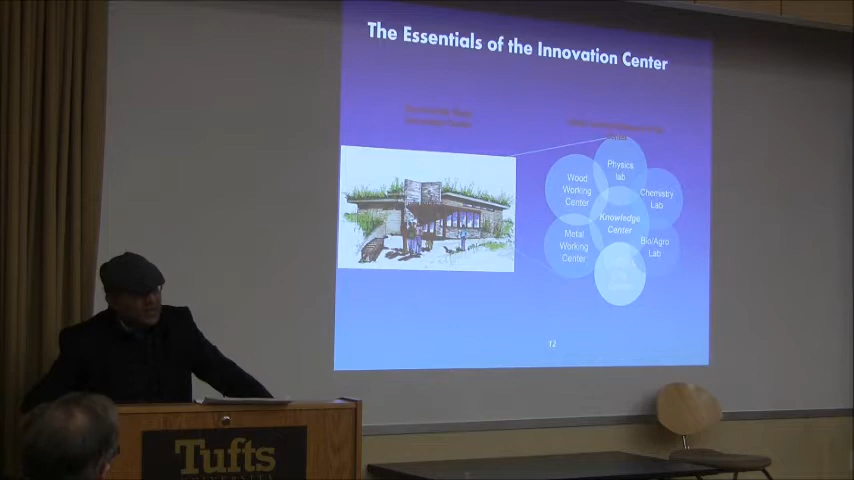 The Essentials of the Innovation Center
Physics
lab
Wood
Working
Center
Chemistry
Lab
Knowledge
Center
Metal
Working
Center
Bio/Agro
Lab
12
Tufts
UNIVERSITY